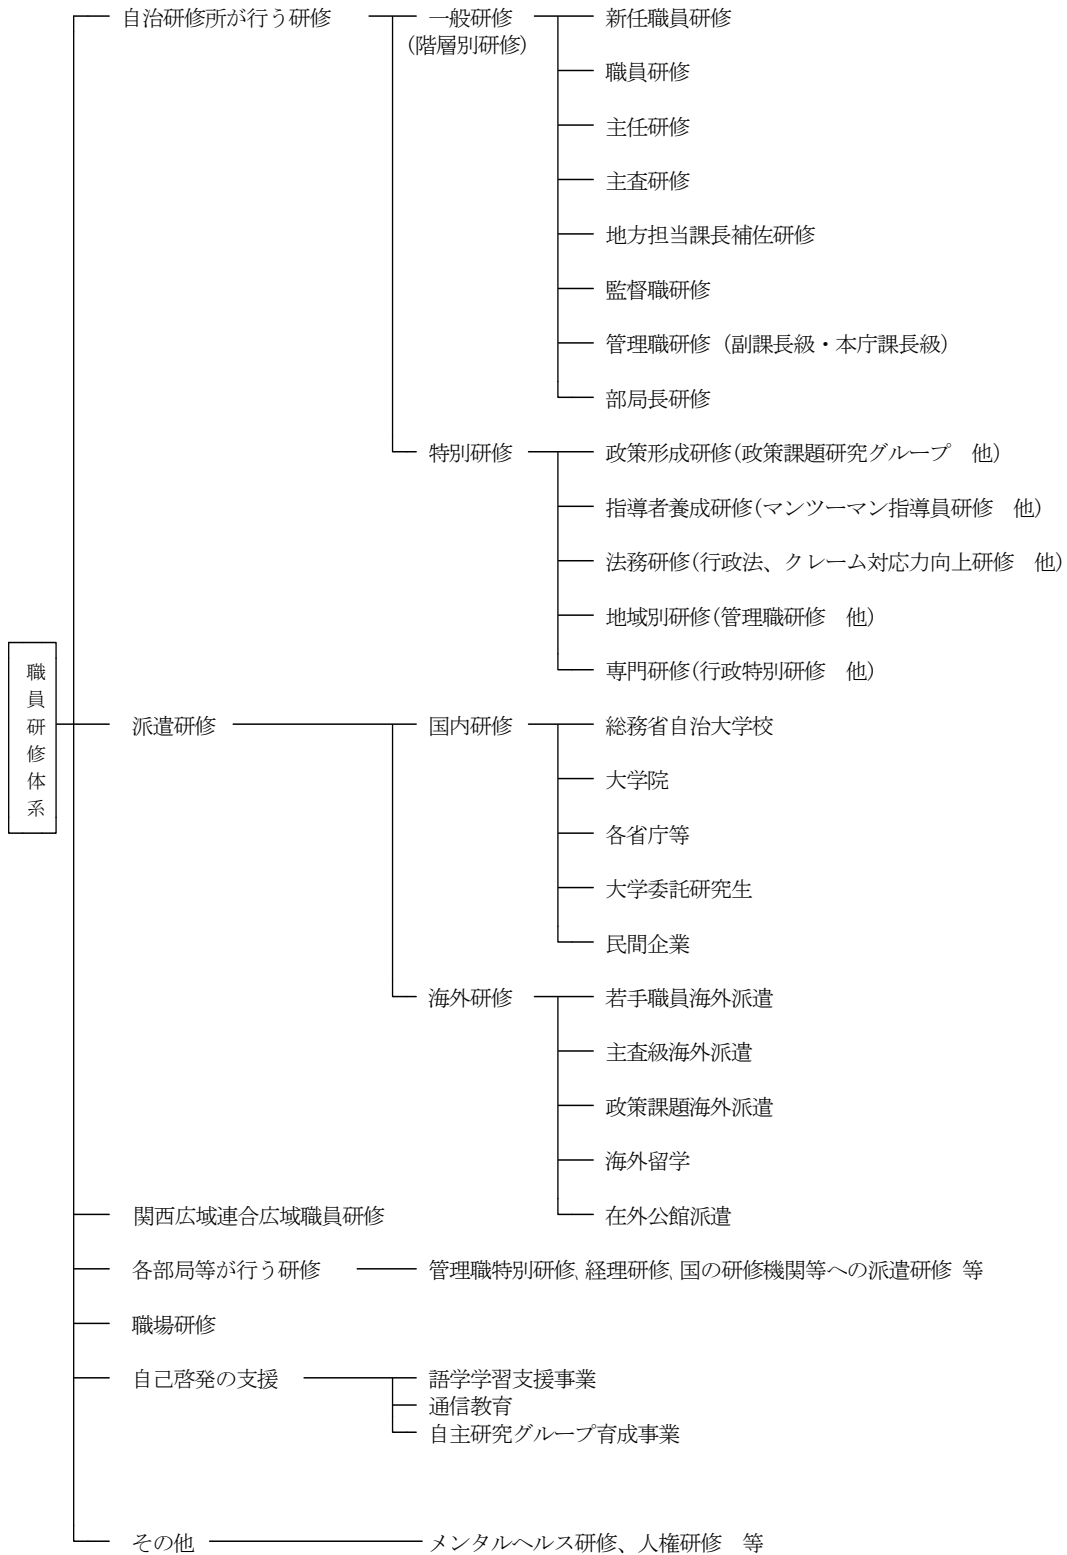 自治研修所が行う研修
一般研修
(階層別研修)
新任職員研修
職員研修
主任研修
主査研修
地方担当課長補佐研修
監督職研修
管理職研修（副課長級・本庁課長級）
部局長研修
特別研修
政策形成研修(政策課題研究グループ　他)
指導者養成研修(マンツーマン指導員研修　他)
法務研修(行政法、クレーム対応力向上研修　他)
地域別研修(管理職研修　他)
専門研修(行政特別研修　他)
職員研修体系
派遣研修
国内研修
総務省自治大学校
大学院
各省庁等
大学委託研究生
民間企業
海外研修
若手職員海外派遣
主査級海外派遣
政策課題海外派遣
海外留学
在外公館派遣
関西広域連合広域職員研修
各部局等が行う研修
管理職特別研修、経理研修、国の研修機関等への派遣研修 等
職場研修
自己啓発の支援
語学学習支援事業
通信教育
自主研究グループ育成事業
その他
メンタルヘルス研修、人権研修　等